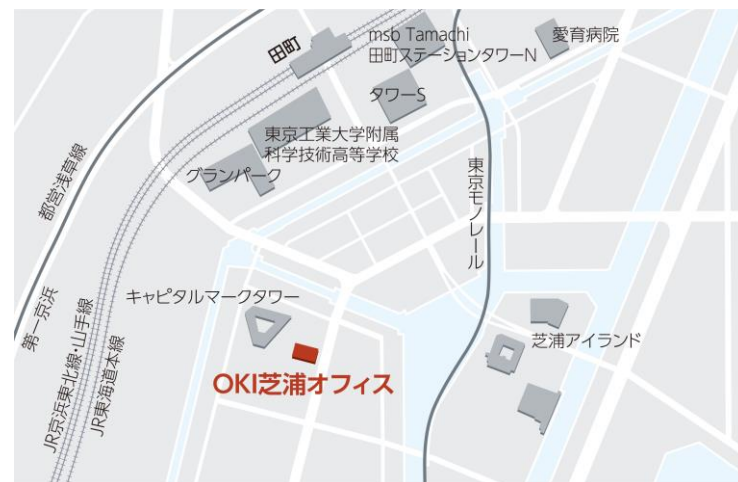 田町
msb Tamachi
田町ステーションタワーN
愛育病院
タワーS
東京工業大学附属
科学技術高等学校
グランパーク
都営浅草線
東京モノレール
キャピタルマークタワー
第一京浜
JR京浜東北線・山手線
JR東海道本線
芝浦アイランド
OKI芝浦オフィス